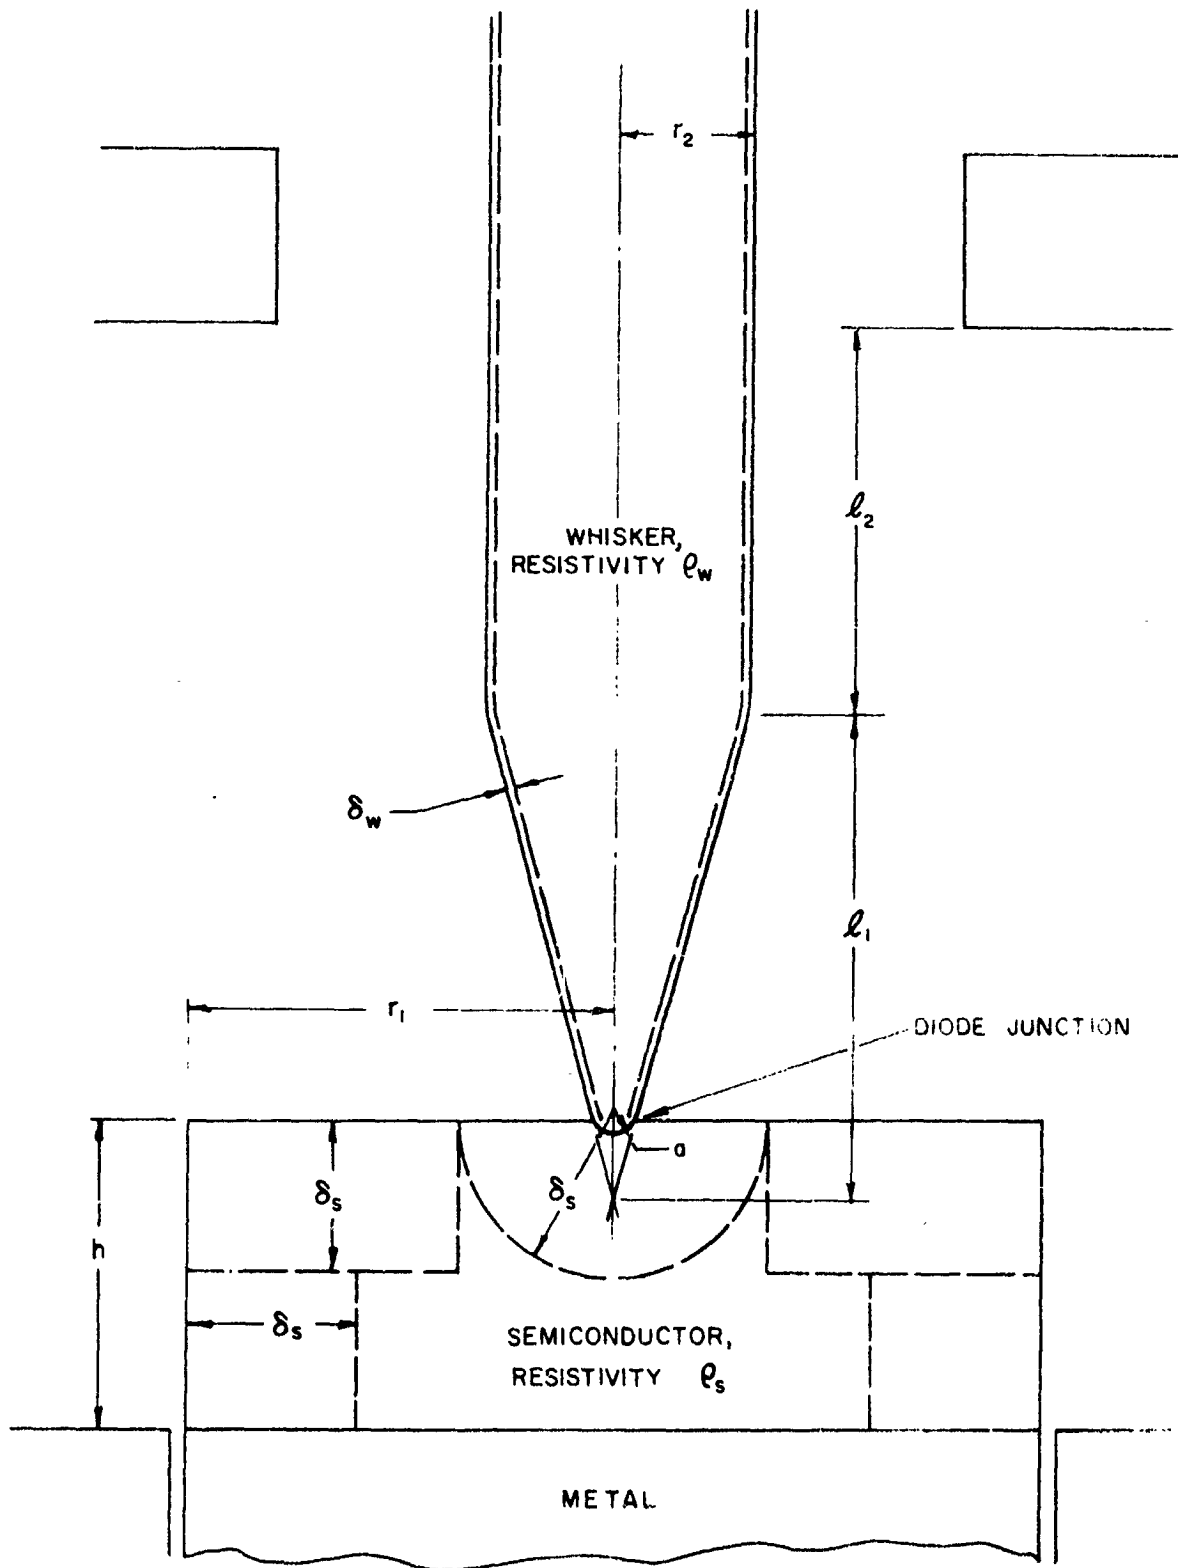 r₂
ℓ₂
WHISKER,
RESISTIVITY ρw
δw
ℓ₁
r₁
DIODE JUNCTION
a
δs
δs
h
δs
SEMICONDUCTOR,
RESISTIVITY ρs
METAL